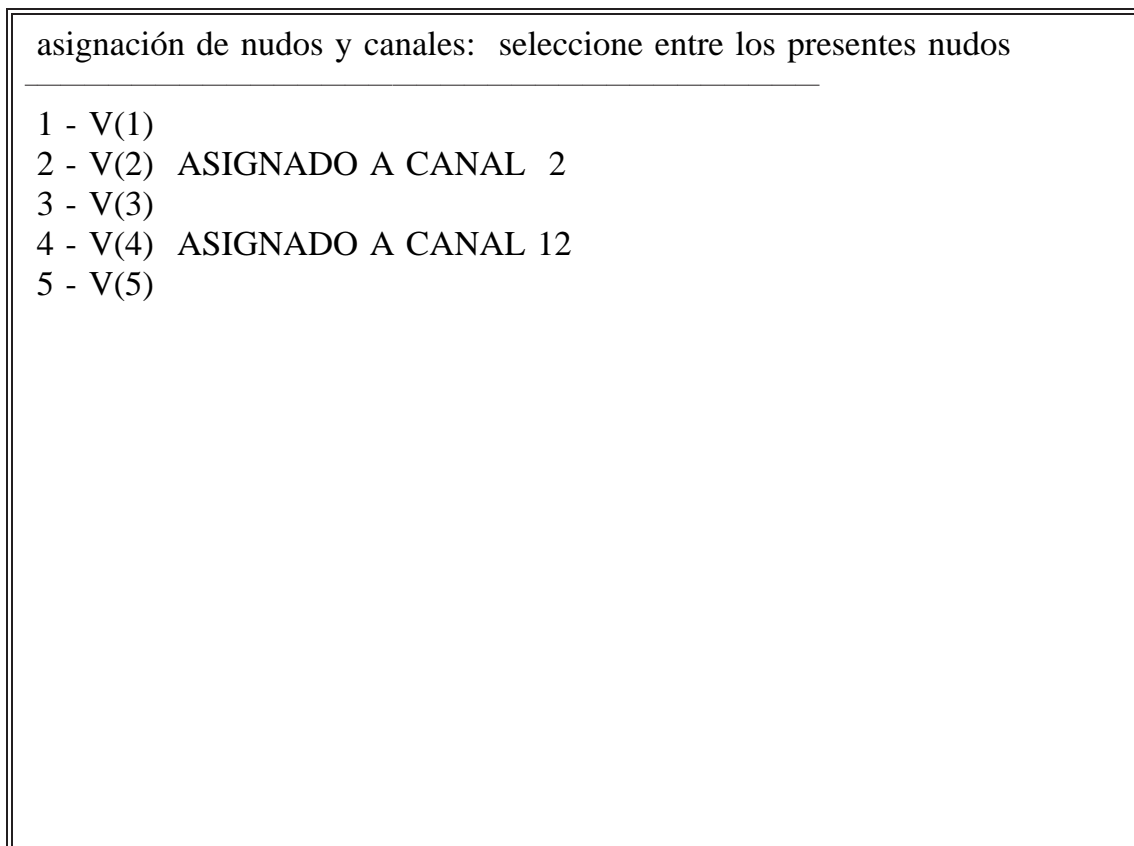 asignación de nudos y canales:  seleccione entre los presentes nudos
1 - V(1)
2 - V(2)  ASIGNADO A CANAL  2
3 - V(3)
4 - V(4)  ASIGNADO A CANAL 12
5 - V(5)